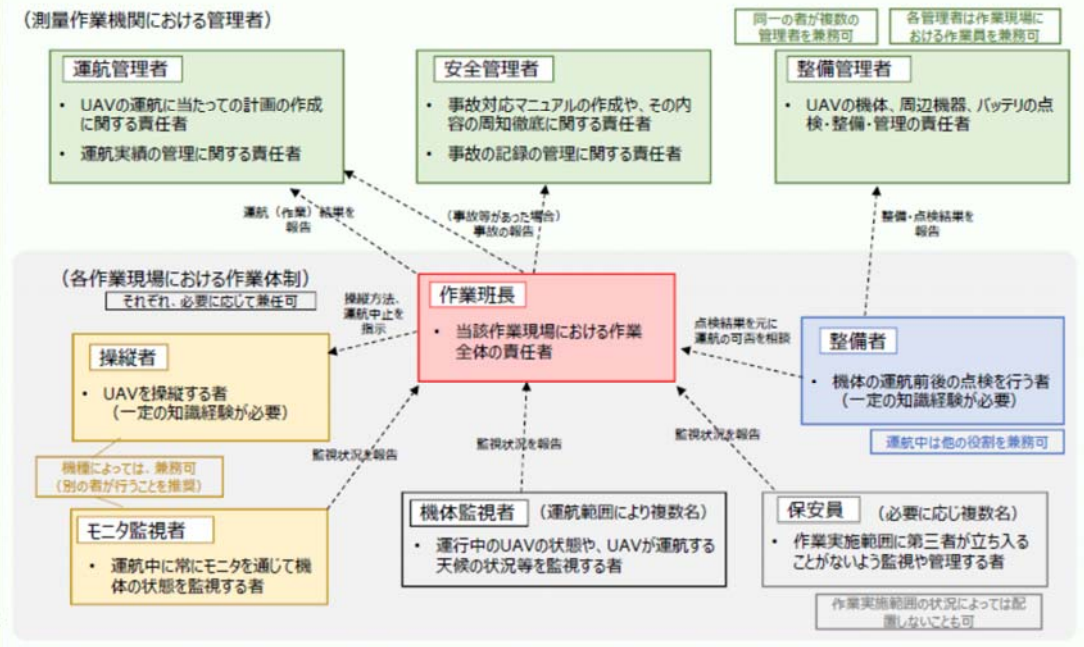 （測量作業機関における管理者）
同一の者が複数の
管理者を兼務可
各管理者は作業現場に
おける作業員を兼務可
運航管理者
• UAVの運航に当たっての計画の作成
に関する責任者
• 運航実績の管理に関する責任者
安全管理者
• 事故対応マニュアルの作成や、その内
容の周知徹底に関する責任者
• 事故の記録の管理に関する責任者
整備管理者
• UAVの機体、周辺機器、バッテリの点
検・整備・管理の責任者
運航（作業）結果を
報告
（事故等があった場合）
事故の報告
整備・点検結果を
報告
（各作業現場における作業体制）
それぞれ、必要に応じて兼任可
操縦方法、
運航中止を
指示
作業班長
• 当該作業現場における作業
全体の責任者
点検結果を元に
運航の可否を相談
整備者
• 機体の運航前後の点検を行う者
（一定の知識経験が必要）
運航中は他の役割を兼務可
操縦者
• UAVを操縦する者
（一定の知識経験が必要）
機種によっては、兼務可
（別の者が行うことを推奨）
監視状況を報告
監視状況を報告
監視状況を報告
モニタ監視者
• 運航中に常にモニタを通じて機
体の状態を監視する者
機体監視者 （運航範囲により複数名）
• 運行中のUAVの状態や、UAVが運航する
天候の状況等を監視する者
保安員 （必要に応じ複数名）
• 作業実施範囲に第三者が立ち入る
ことがないよう監視や管理する者
作業実施範囲の状況によっては配
置しないことも可